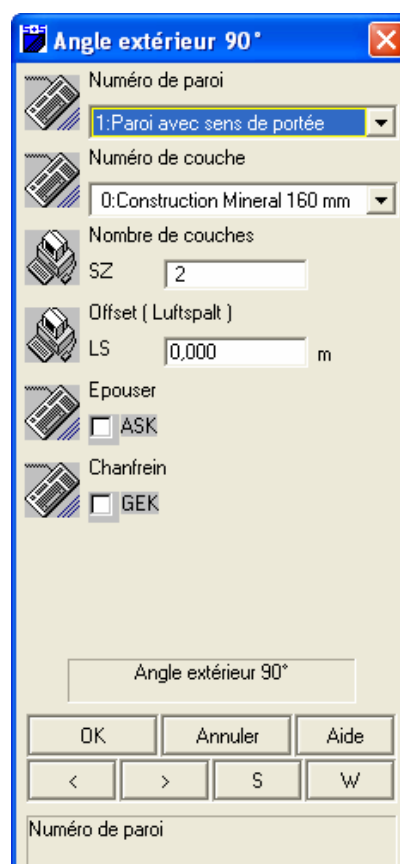 Angle extérieur 90°
Numéro de paroi
1:Paroi avec sens de portée
Numéro de couche
0:Construction Mineral 160 mm
Nombre de couches
SZ 2
Offset ( Luftspalt )
LS 0,000 m
Epouser
ASK
Chanfrein
GEK
Angle extérieur 90°
OK Annuler Aide
< > S W
Numéro de paroi